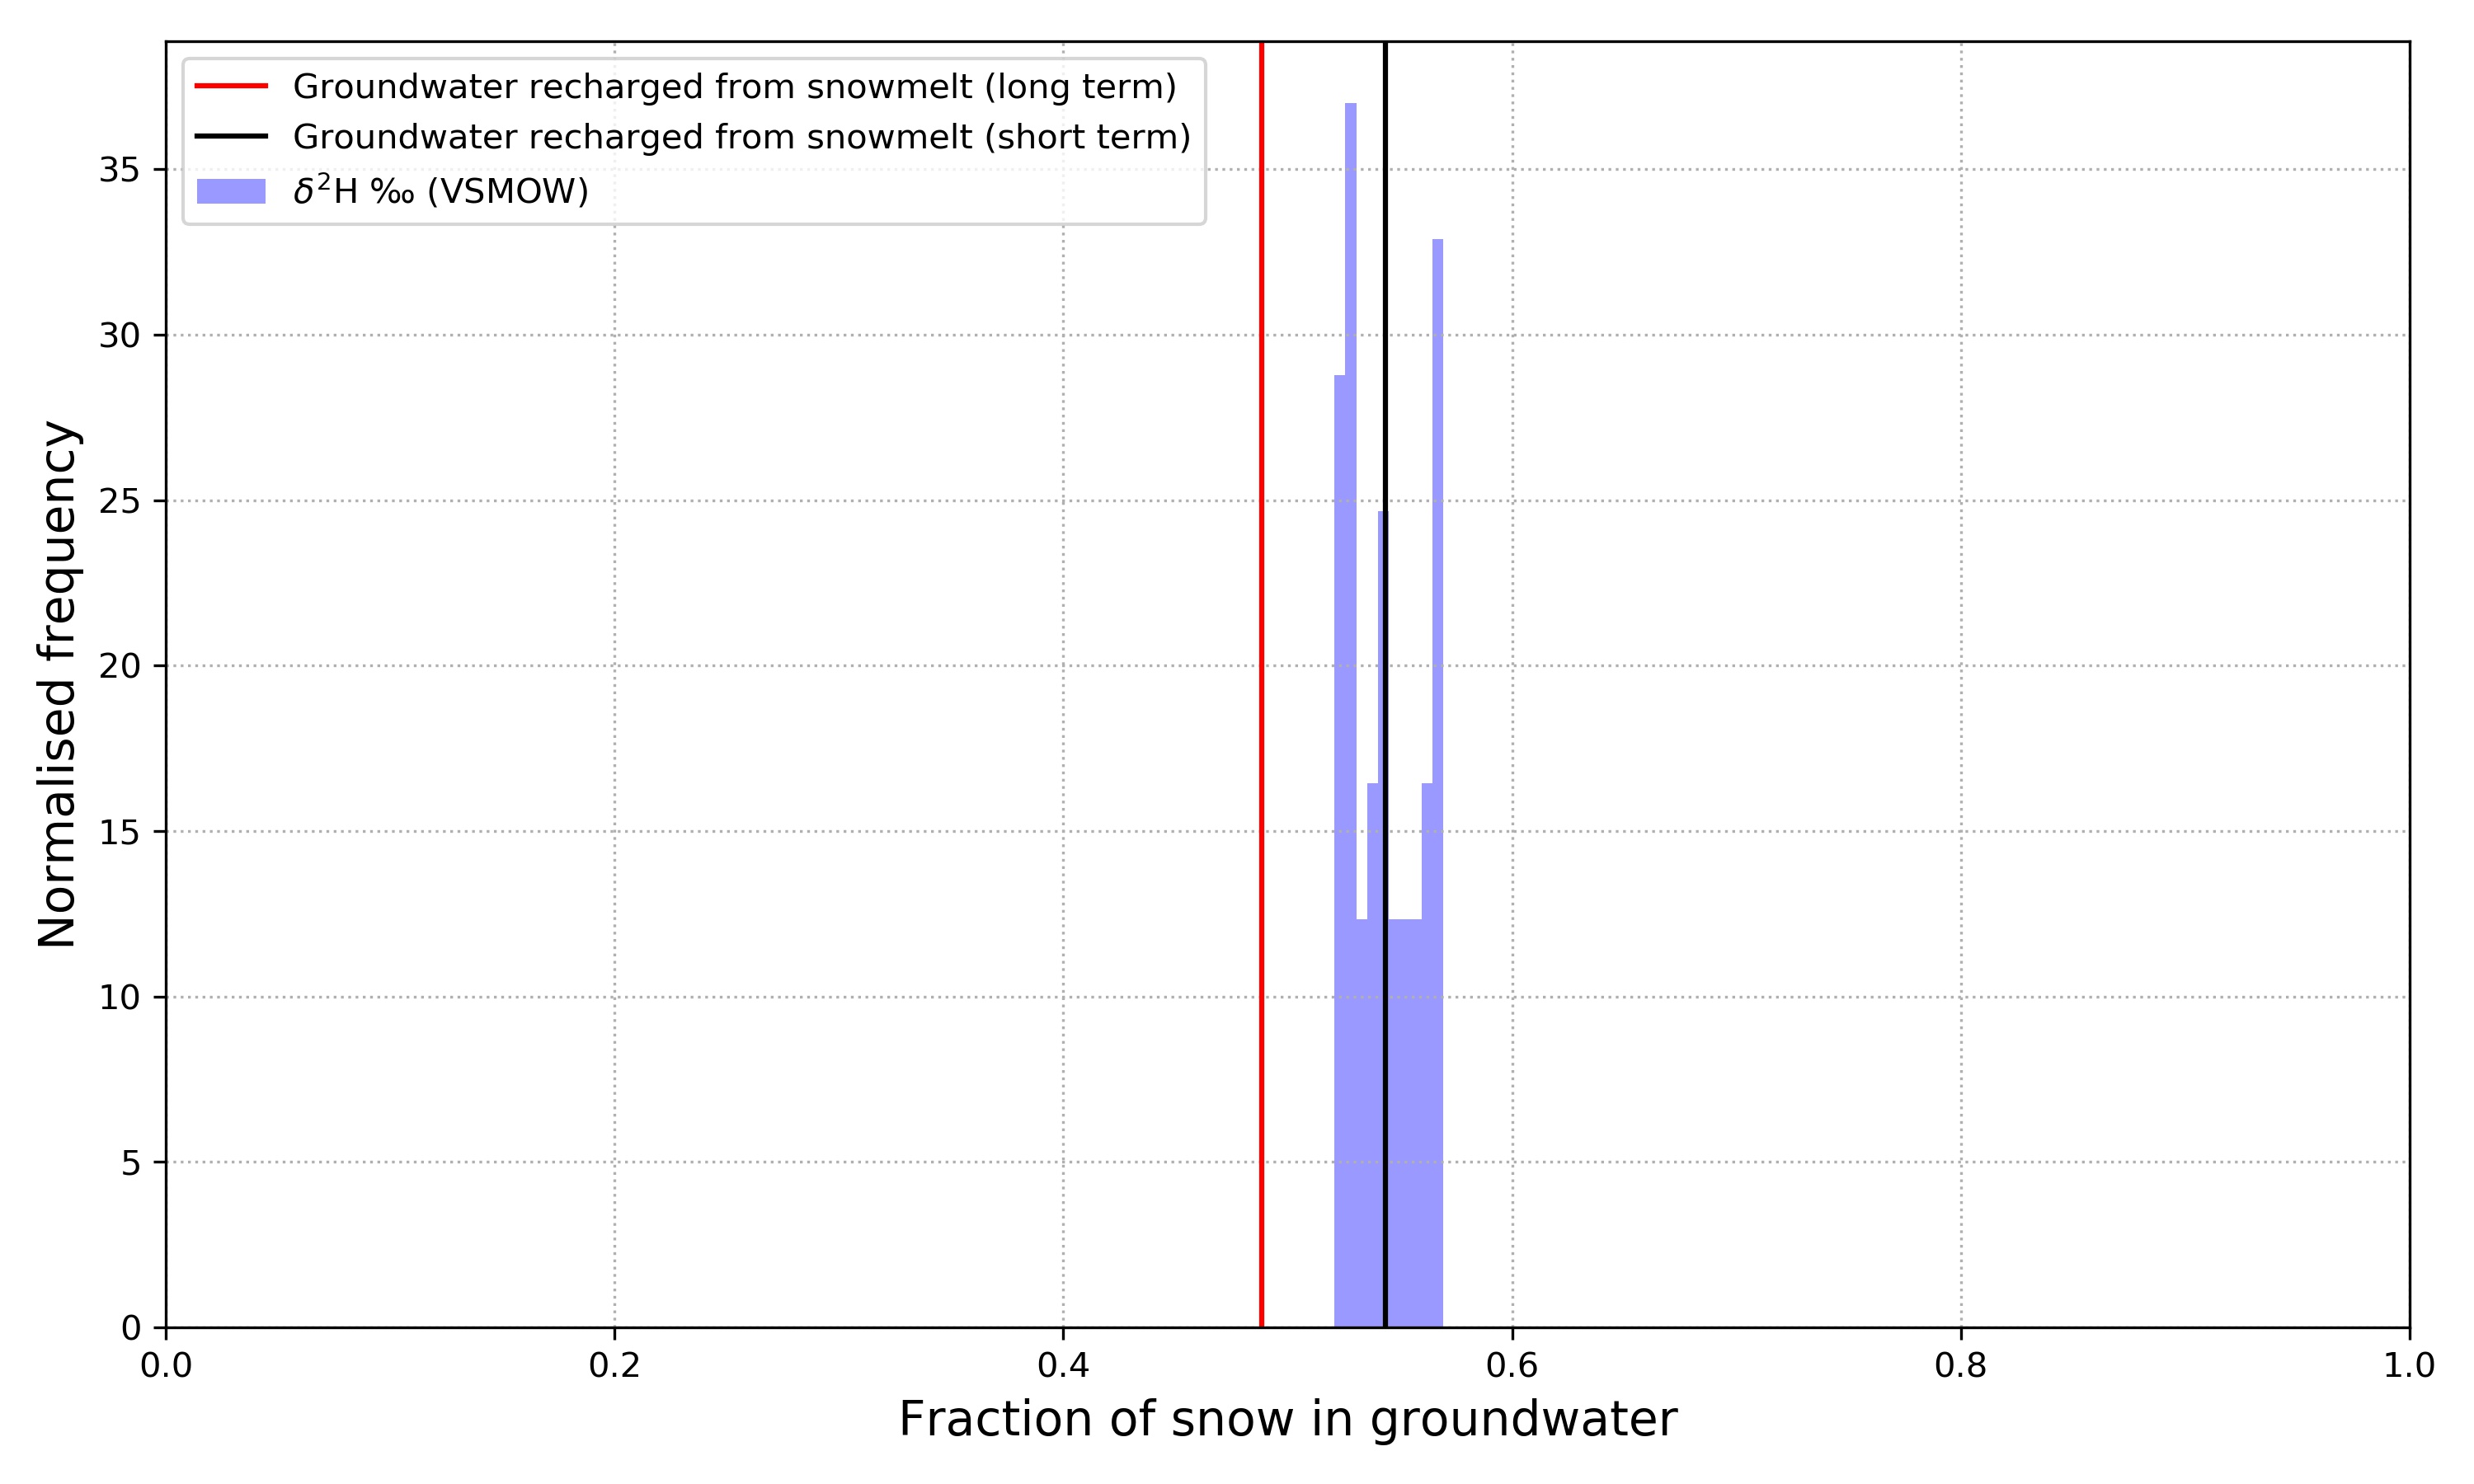 Groundwater recharged from snowmelt (long term)
Groundwater recharged from snowmelt (short term)
δ²H ‰ (VSMOW)
Normalised frequency
35
30
25
20
15
10
5
0
0.0 0.2 0.4 0.6 0.8 1.0
Fraction of snow in groundwater